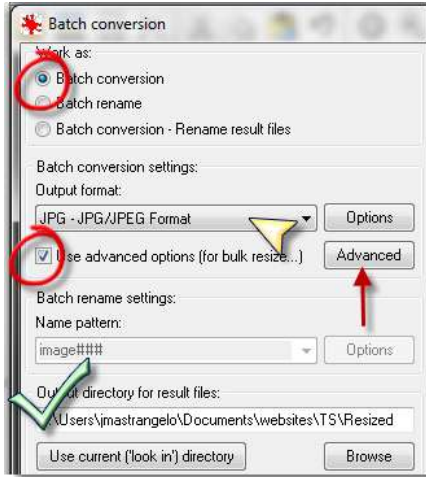 Batch conversion
Work as:
Batch conversion
Batch rename
Batch conversion - Rename result files
Batch conversion settings:
Output format:
JPG - JPG/JPEG Format
Options
Use advanced options (for bulk resize...)
Advanced
Batch rename settings:
Name pattern:
image###
Options
Output directory for result files:
\Users\jmastrangelo\Documents\websites\TS\Resized
Use current ('look in') directory
Browse